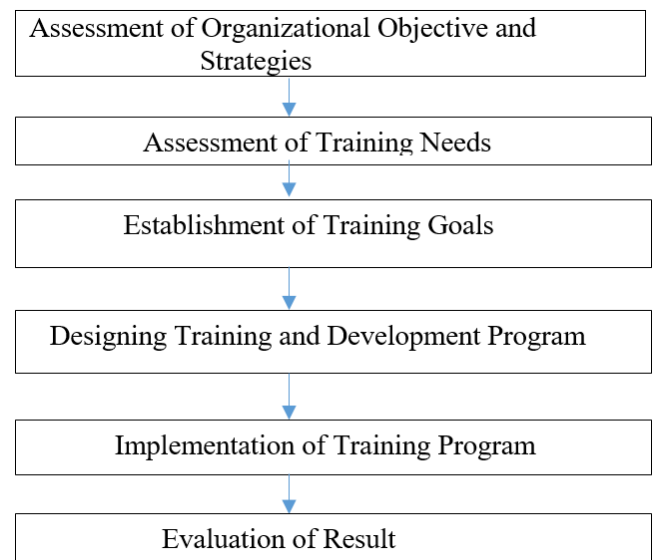 Assessment of Organizational Objective and
Strategies
Assessment of Training Needs
Establishment of Training Goals
Designing Training and Development Program
Implementation of Training Program
Evaluation of Result